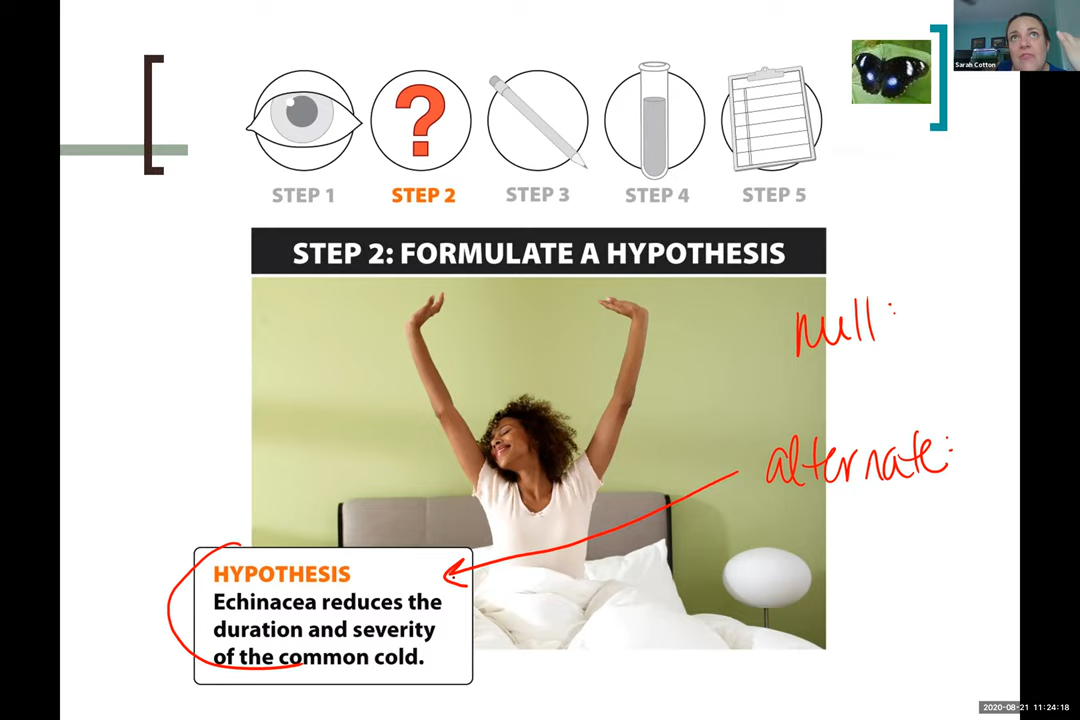 Sarah Cotton
STEP 1
STEP 2
STEP 3
STEP 4
STEP 5
STEP 2: FORMULATE A HYPOTHESIS
null:
alternate:
HYPOTHESIS
Echinacea reduces the
duration and severity
of the common cold.
2020-08-21 11:24:18